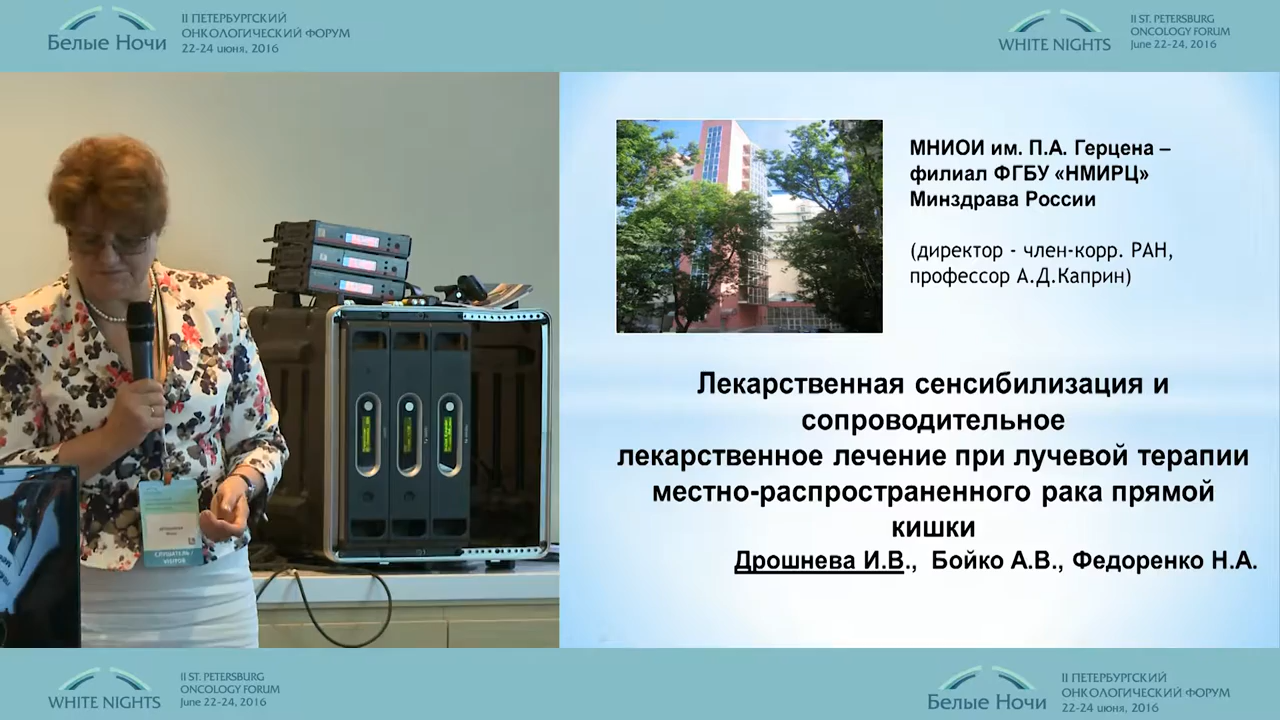 Белые Ночи
II ПЕТЕРБУРГСКИЙ
ОНКОЛОГИЧЕСКИЙ ФОРУМ
22-24 июня, 2016
WHITE NIGHTS
II ST. PETERSBURG
ONCOLOGY FORUM
June 22-24, 2016
МНИОИ им. П.А. Герцена –
филиал ФГБУ «НМИРЦ»
Минздрава России
(директор - член-корр. РАН,
профессор А.Д.Каприн)
Лекарственная сенсибилизация и
сопроводительное
лекарственное лечение при лучевой терапии
местно-распространенного рака прямой
кишки
Дрошнева И.В., Бойко А.В., Федоренко Н.А.
СЛУШАТЕЛЬ /
VISITOR
WHITE NIGHTS
II ST. PETERSBURG
ONCOLOGY FORUM
June 22-24, 2016
Белые Ночи
II ПЕТЕРБУРГСКИЙ
ОНКОЛОГИЧЕСКИЙ ФОРУМ
22-24 июня, 2016